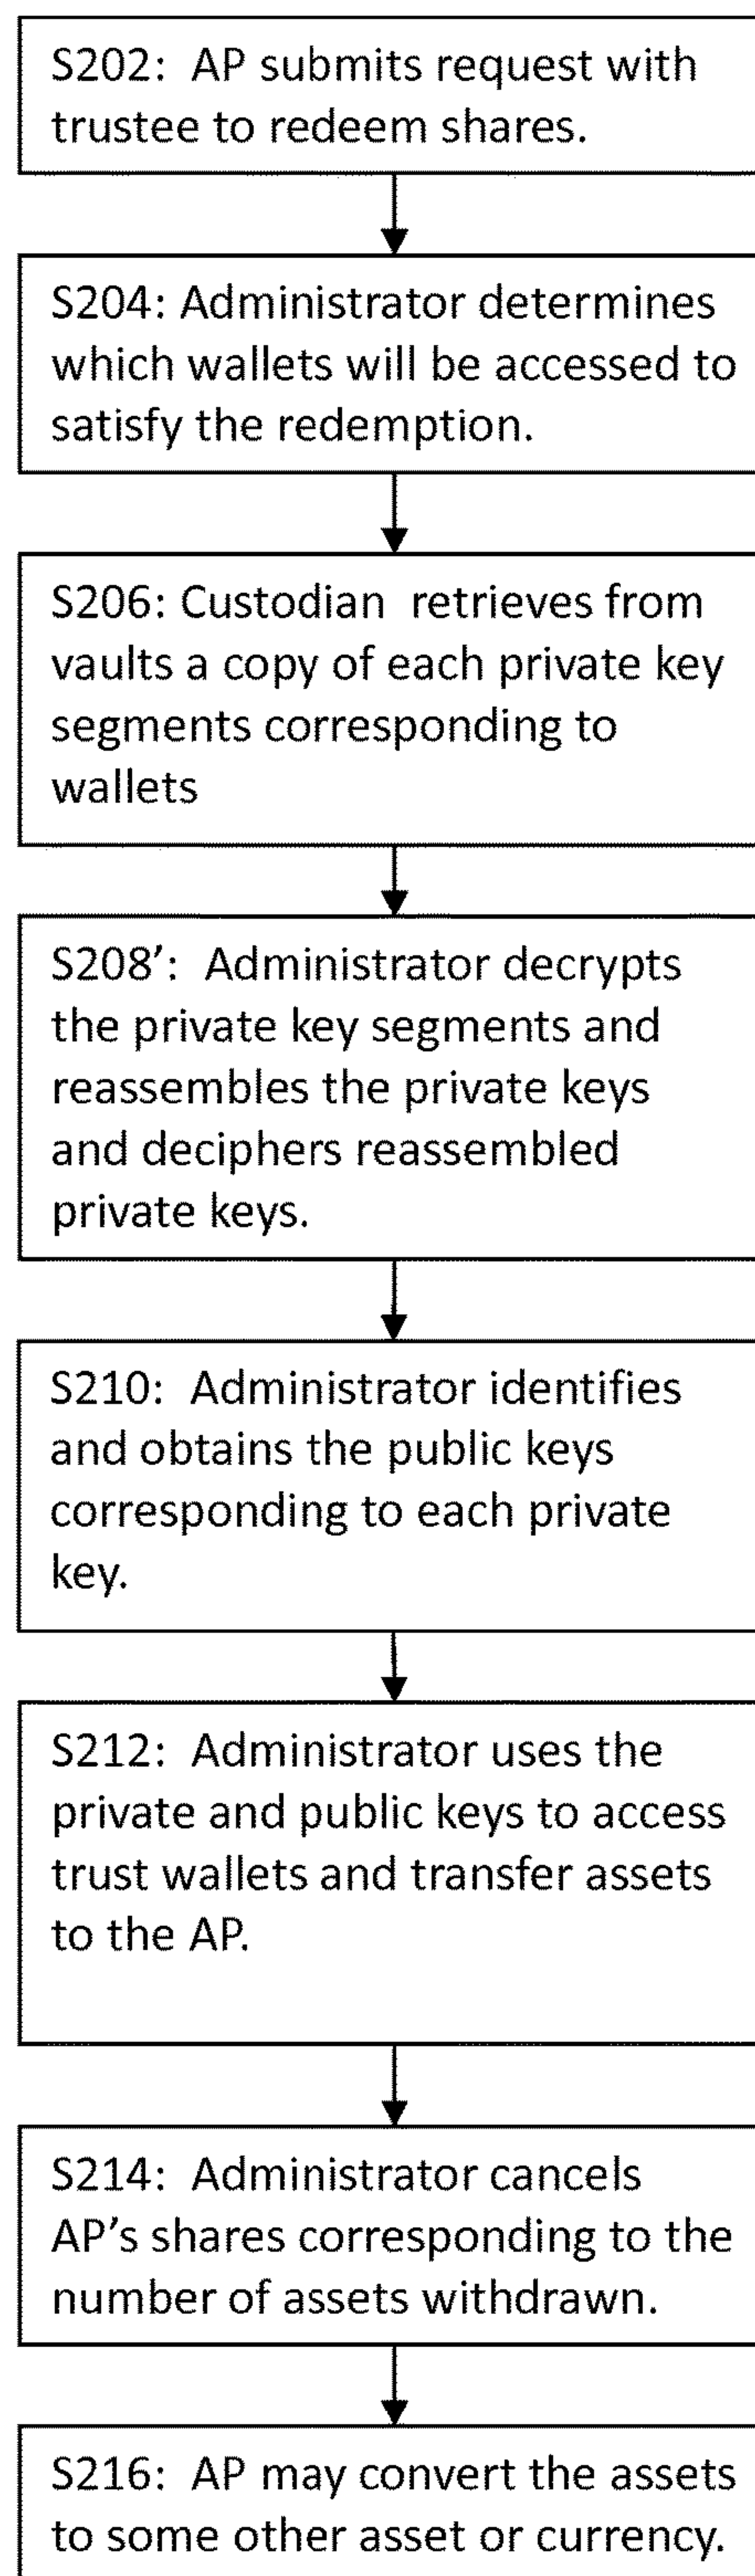 S202:  AP submits request with
trustee to redeem shares.
S204: Administrator determines
which wallets will be accessed to
satisfy the redemption.
S206: Custodian  retrieves from
vaults a copy of each private key
segments corresponding to
wallets
S208’:  Administrator decrypts
the private key segments and
reassembles the private keys
and deciphers reassembled
private keys.
S210:  Administrator identifies
and obtains the public keys
corresponding to each private
key.
S212:  Administrator uses the
private and public keys to access
trust wallets and transfer assets
to the AP.
S214:  Administrator cancels
AP’s shares corresponding to the
number of assets withdrawn.
S216:  AP may convert the assets
to some other asset or currency.